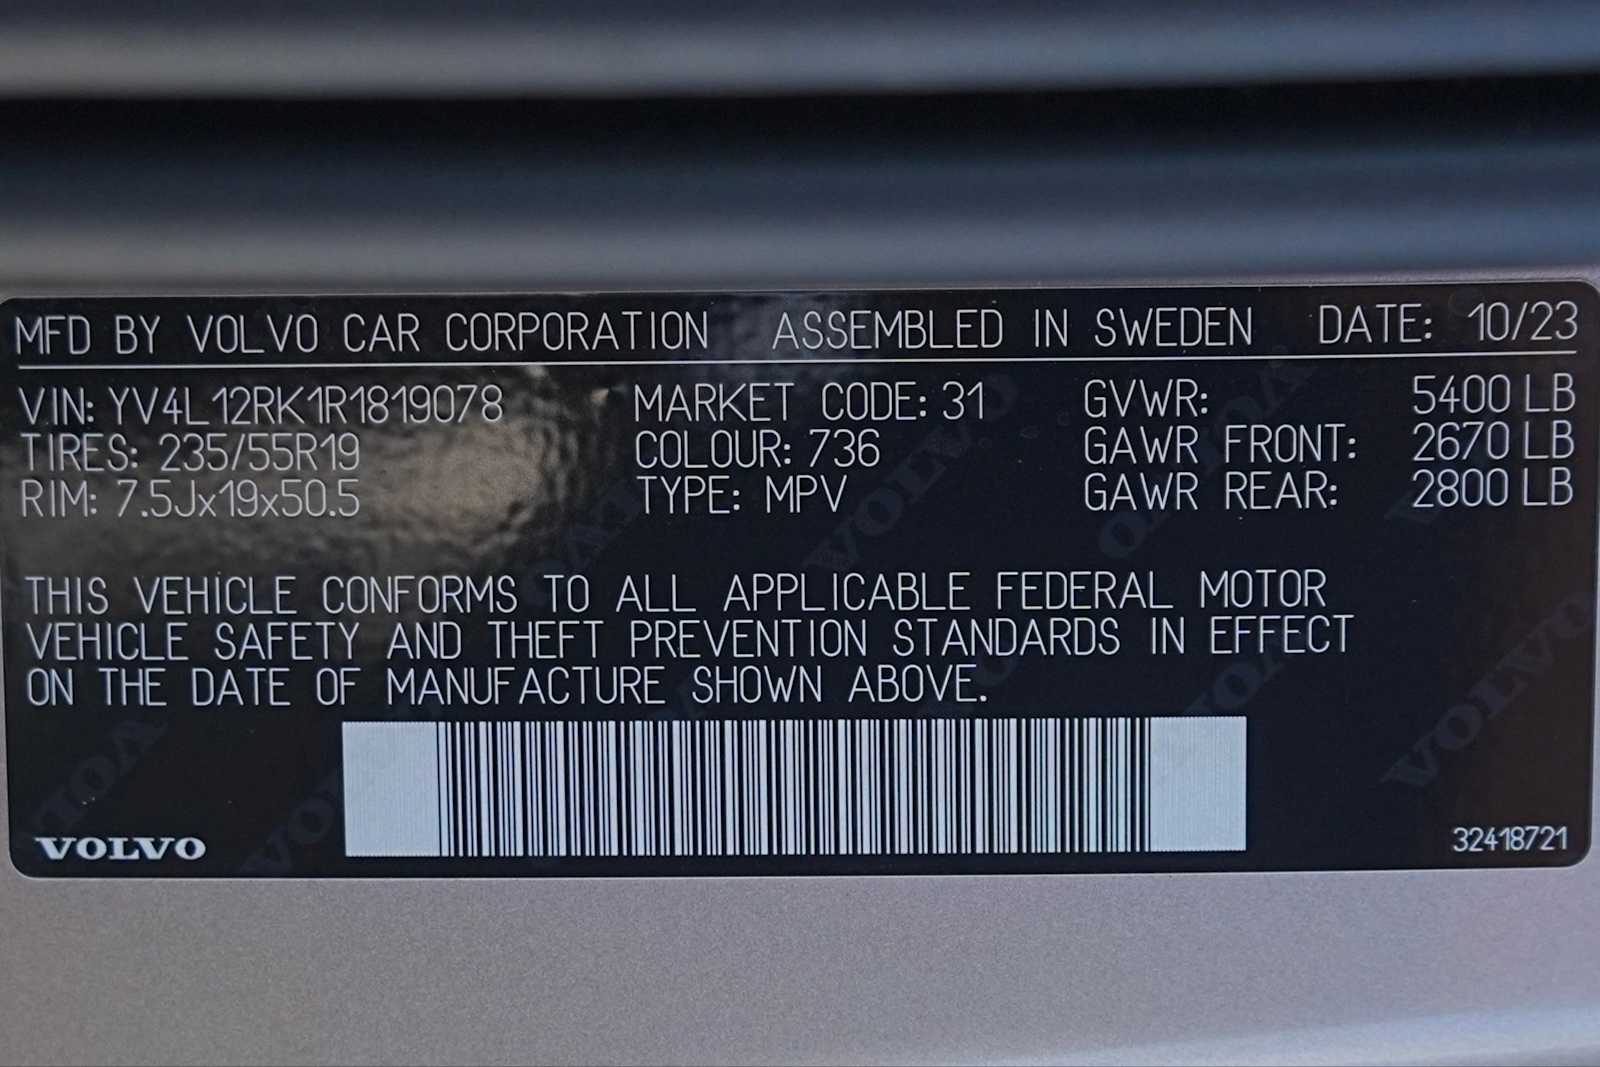 MFD BY VOLVO CAR CORPORATION ASSEMBLED IN SWEDEN DATE: 10/23
VIN: YV4L12RK1R1819078 MARKET CODE: 31 GVWR: 5400 LB
TIRES: 235/55R19 COLOUR: 736 GAWR FRONT: 2670 LB
RIM: 7.5Jx19x50.5 TYPE: MPV GAWR REAR: 2800 LB
THIS VEHICLE CONFORMS TO ALL APPLICABLE FEDERAL MOTOR
VEHICLE SAFETY AND THEFT PREVENTION STANDARDS IN EFFECT
ON THE DATE OF MANUFACTURE SHOWN ABOVE.
VOLVO 32418721